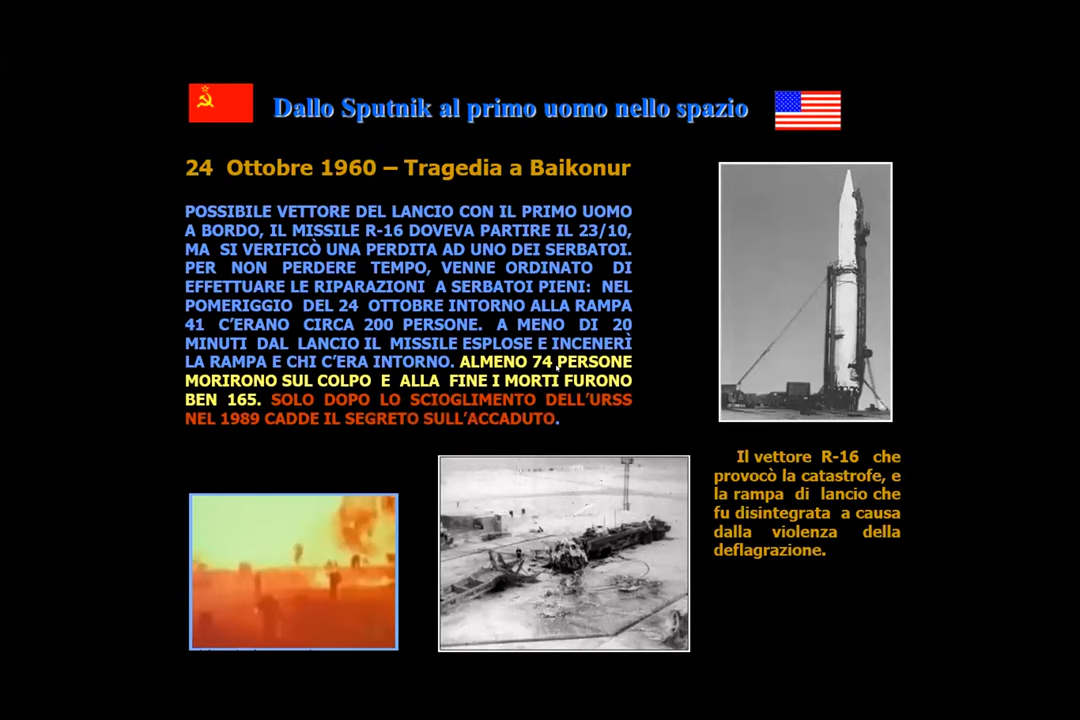 Dallo Sputnik al primo uomo nello spazio
24 Ottobre 1960 – Tragedia a Baikonur
POSSIBILE VETTORE DEL LANCIO CON IL PRIMO UOMO
A BORDO, IL MISSILE R-16 DOVEVA PARTIRE IL 23/10,
MA SI VERIFICÒ UNA PERDITA AD UNO DEI SERBATOI.
PER NON PERDERE TEMPO, VENNE ORDINATO DI
EFFETTUARE LE RIPARAZIONI A SERBATOI PIENI: NEL
POMERIGGIO DEL 24 OTTOBRE INTORNO ALLA RAMPA
41 C'ERANO CIRCA 200 PERSONE. A MENO DI 20
MINUTI DAL LANCIO IL MISSILE ESPLOSE E INCENERÌ
LA RAMPA E CHI C'ERA INTORNO. ALMENO 74 PERSONE
MORIRONO SUL COLPO E ALLA FINE I MORTI FURONO
BEN 165. SOLO DOPO LO SCIOGLIMENTO DELL'URSS
NEL 1989 CADDE IL SEGRETO SULL'ACCADUTO.
Il vettore R-16 che
provocò la catastrofe, e
la rampa di lancio che
fu disintegrata a causa
dalla violenza della
deflagrazione.